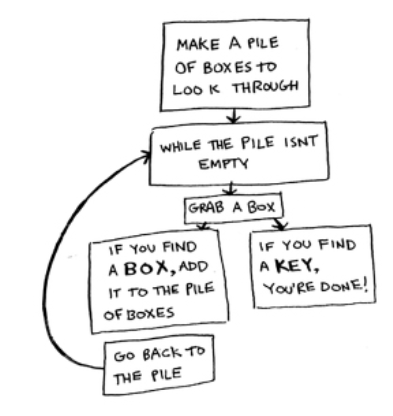 MAKE A PILE
OF BOXES TO
LOOK THROUGH
WHILE THE PILE ISNT
EMPTY
GRAB A BOX
IF YOU FIND
A BOX, ADD
IT TO THE PILE
OF BOXES
IF YOU FIND
A KEY,
YOU'RE DONE!
GO BACK TO
THE PILE